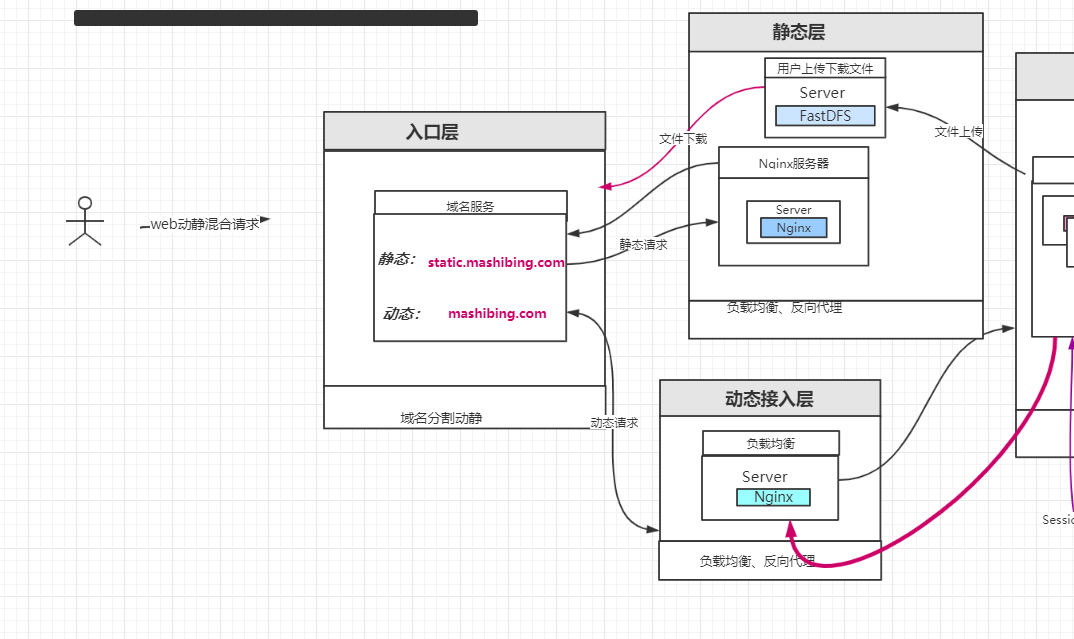 静态层
用户上传下载文件
Server
FastDFS
文件上传
文件下载
Nginx服务器
Server
Nginx
负载均衡、反向代理
入口层
web动静混合请求
域名服务
静态：
static.mashibing.com
静态请求
动态：
mashibing.com
域名分割动静
动态请求
动态接入层
负载均衡
Server
Nginx
负载均衡、反向代理